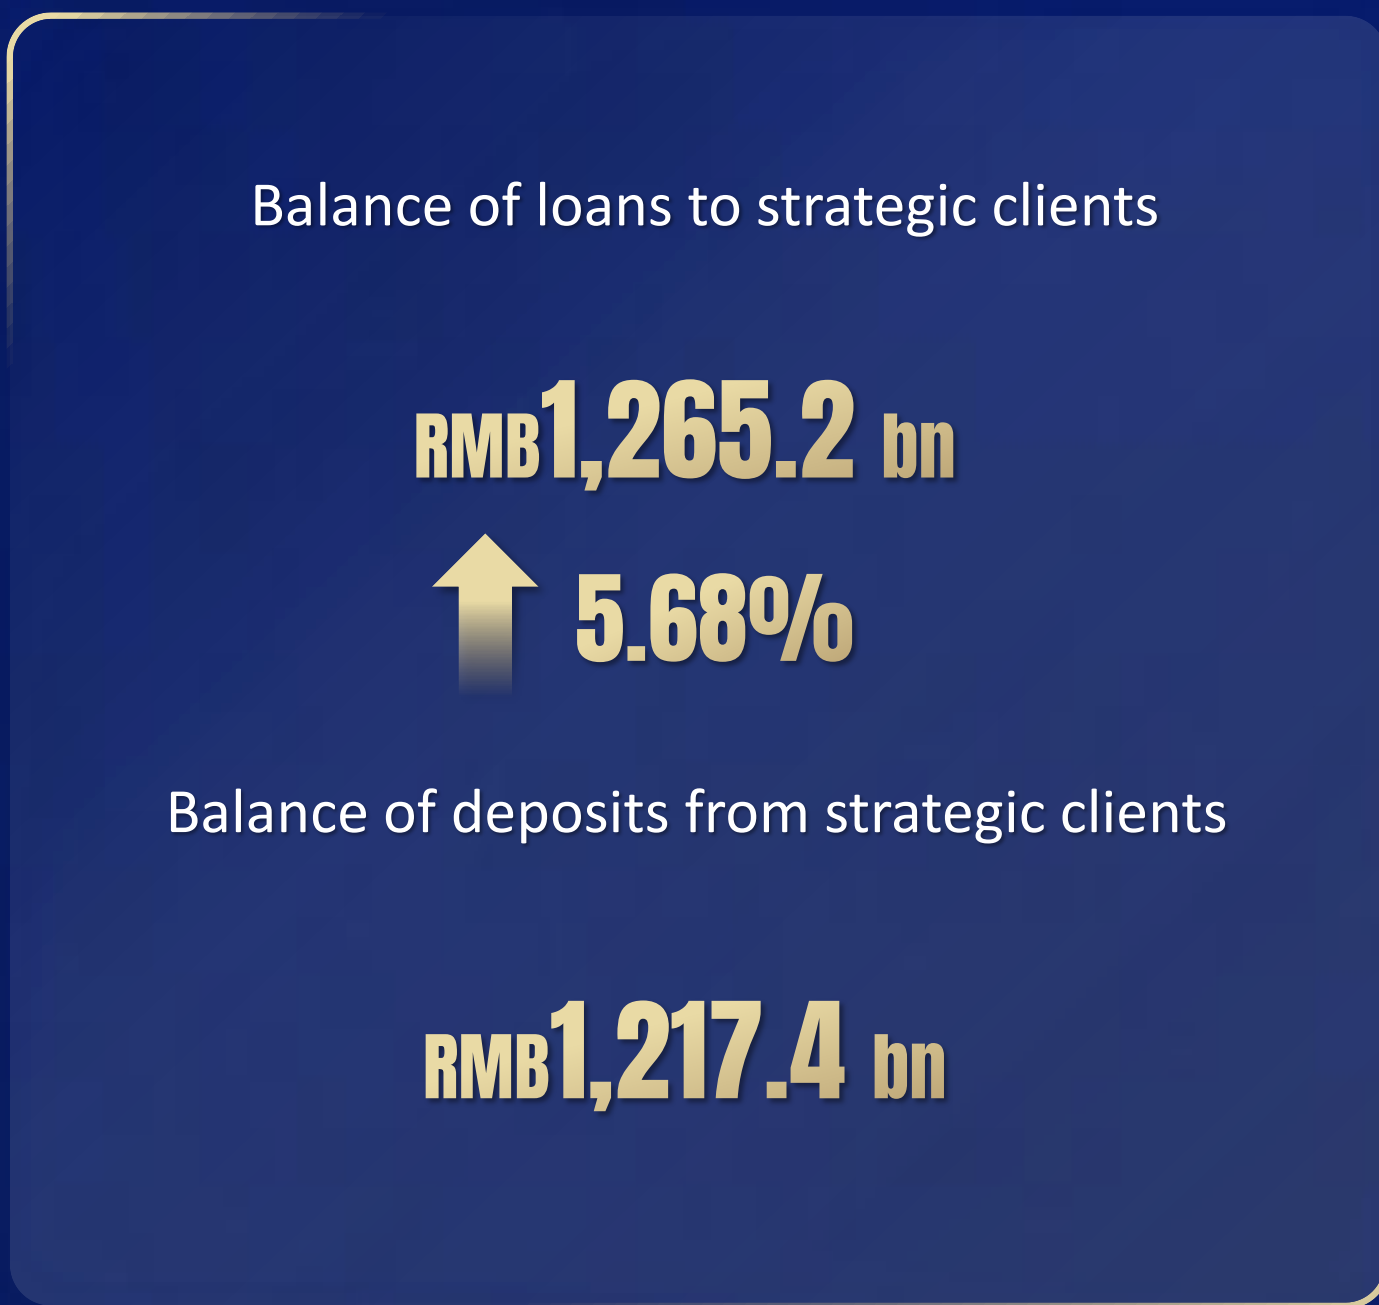 Balance of loans to strategic clients
RMB1,265.2 bn
5.68%
Balance of deposits from strategic clients
RMB1,217.4 bn